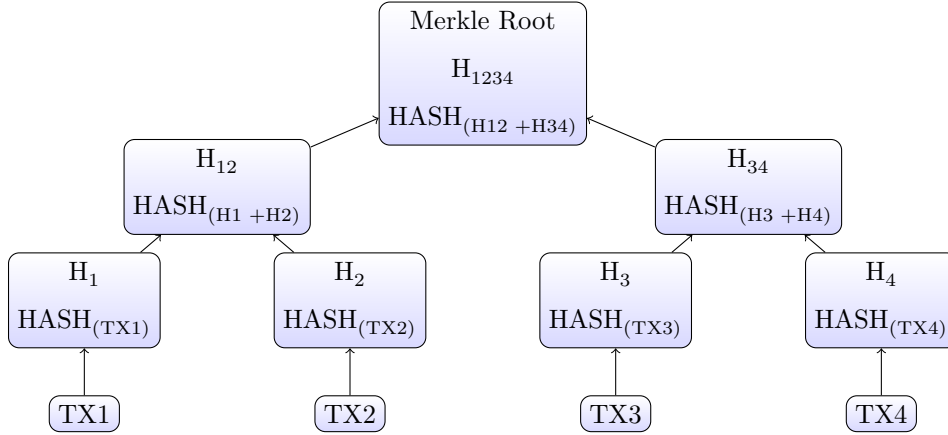 Merkle Root
H₁₂₃₄
HASH(H12 +H34)
H₁₂
HASH(H1 +H2)
H₃₄
HASH(H3 +H4)
H₁
HASH(TX1)
H₂
HASH(TX2)
H₃
HASH(TX3)
H₄
HASH(TX4)
TX1
TX2
TX3
TX4